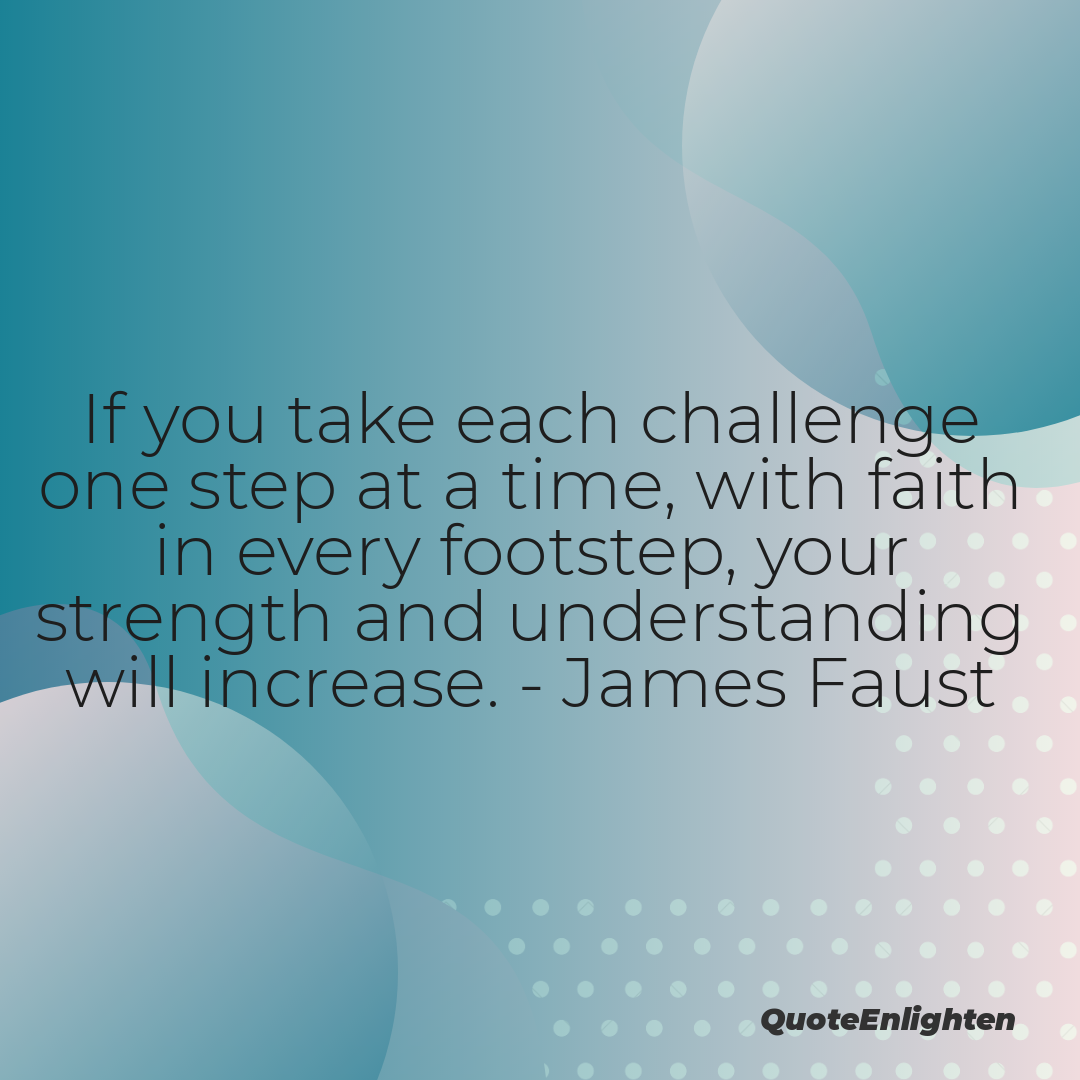 If you take each challenge
one step at a time, with faith
in every footstep, your
strength and understanding
will increase. - James Faust
QuoteEnlighten